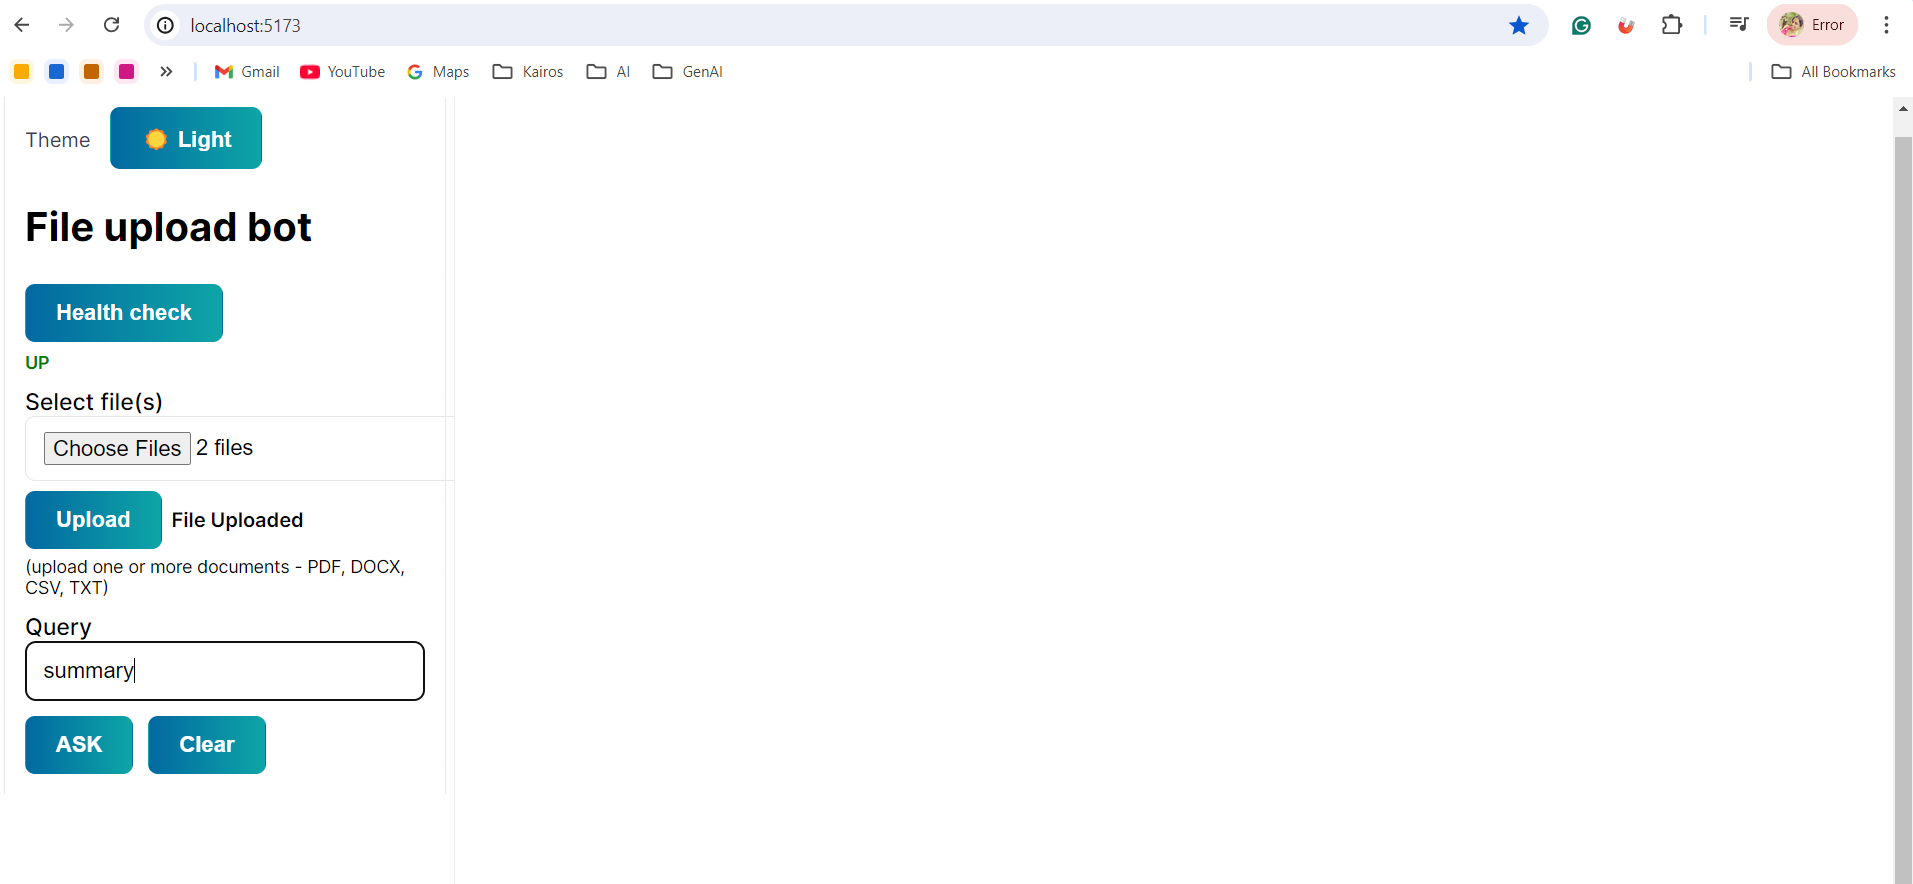 localhost:5173
Error
Gmail
YouTube
Maps
Kairos
AI
GenAI
All Bookmarks
Theme
Light
File upload bot
Health check
UP
Select file(s)
Choose Files 2 files
Upload File Uploaded
(upload one or more documents - PDF, DOCX,
CSV, TXT)
Query
summary
ASK Clear